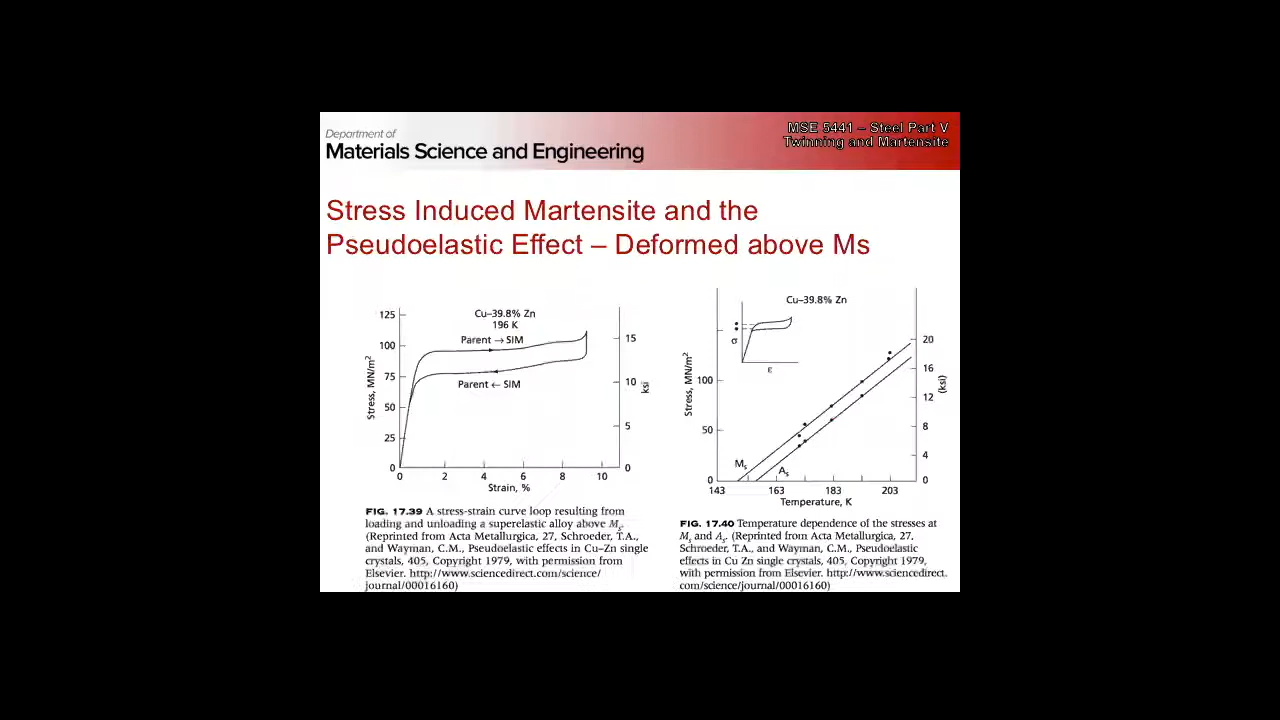 Department of
Materials Science and Engineering
MSE 5441 – Steel Part V
Twinning and Martensite
Stress Induced Martensite and the
Pseudoelastic Effect – Deformed above Ms
Cu–39.8% Zn
196 K
Parent → SIM
Parent ← SIM
125
100
75
50
25
0
Stress, MN/m²
15
10
5
0
ksi
0 2 4 6 8 10
Strain, %
FIG. 17.39 A stress-strain curve loop resulting from
loading and unloading a superelastic alloy above Ms.
(Reprinted from Acta Metallurgica, 27, Schroeder, T.A.,
and Wayman, C.M., Pseudoelastic effects in Cu–Zn single
crystals, 405, Copyright 1979, with permission from
Elsevier. http://www.sciencedirect.com/science/
journal/00016160)
Cu–39.8% Zn
σ
ε
100
50
0
Stress, MN/m²
20
16
12
8
4
0
(ksi)
Ms
As
143 163 183 203
Temperature, K
FIG. 17.40 Temperature dependence of the stresses at
Ms and As. (Reprinted from Acta Metallurgica, 27,
Schroeder, T.A., and Wayman, C.M., Pseudoelastic
effects in Cu Zn single crystals, 405, Copyright 1979,
with permission from Elsevier. http://www.sciencedirect.
com/science/journal/00016160)